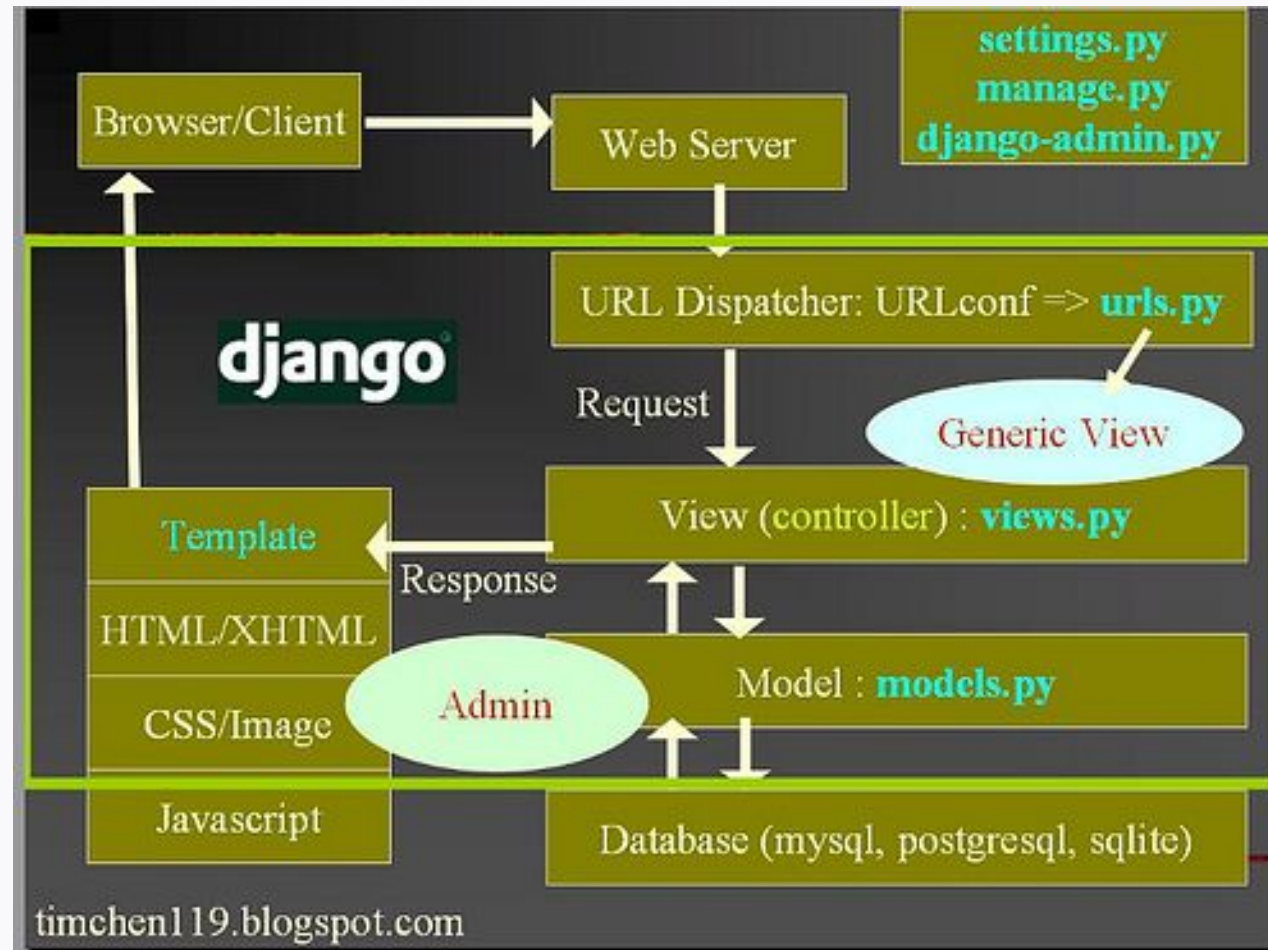 settings.py
manage.py
django-admin.py
Browser/Client
Web Server
URL Dispatcher: URLconf => urls.py
django
Request
Generic View
View (controller) : views.py
Template
Response
HTML/XHTML
Admin
Model : models.py
CSS/Image
Javascript
Database (mysql, postgresql, sqlite)
timchen119.blogspot.com